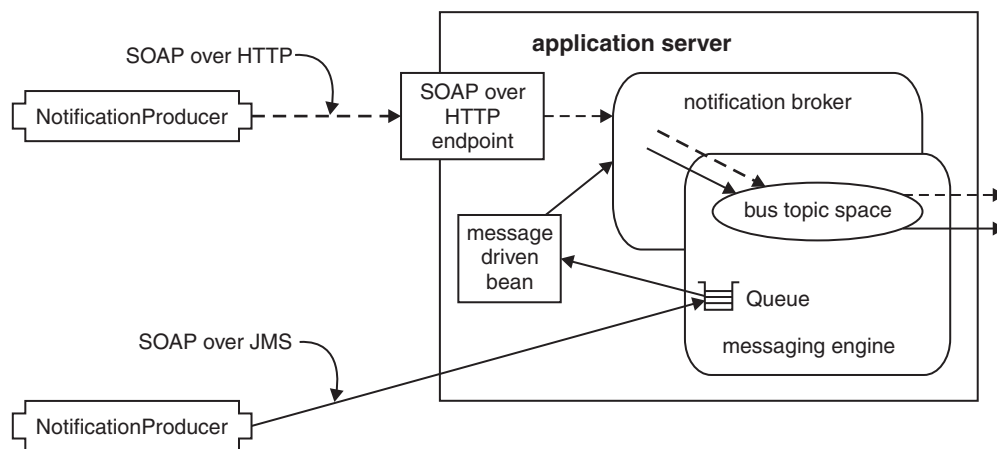 application server
SOAP over HTTP
SOAP over
HTTP
endpoint
NotificationProducer
notification broker
bus topic space
message
driven
bean
Queue
messaging engine
SOAP over JMS
NotificationProducer